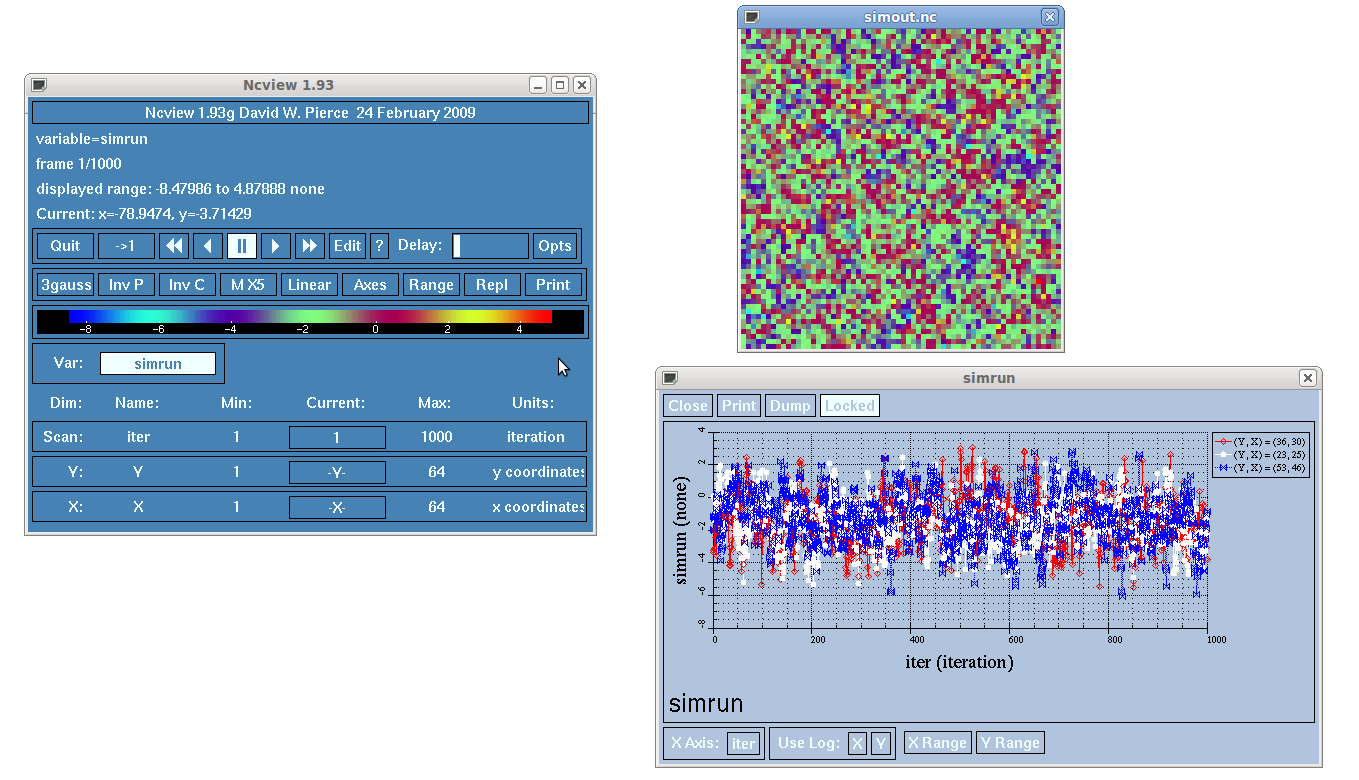 Ncview 1.93
Ncview 1.93g David W. Pierce 24 February 2009
variable=simrun
frame 1/1000
displayed range: -8.47986 to 4.87888 none
Current: x=-78.9474, y=-3.71429
Quit ->1 Edit ? Delay: Opts
3gauss Inv P Inv C M X5 Linear Axes Range Repl Print
-8 -6 -4 -2 0 2 4
Var: simrun
Dim: Name: Min: Current: Max: Units:
Scan: iter 1 1 1000 iteration
Y: Y 1 -Y- 64 y coordinates
X: X 1 -X- 64 x coordinates
simout.nc
simrun
Close Print Dump Locked
(Y, X) = (36, 30)
(Y, X) = (23, 25)
(Y, X) = (53, 46)
simrun (none)
4
2
0
-2
-4
-6
-8
0 200 400 600 800 1000
iter (iteration)
simrun
X Axis: iter Use Log: X Y X Range Y Range